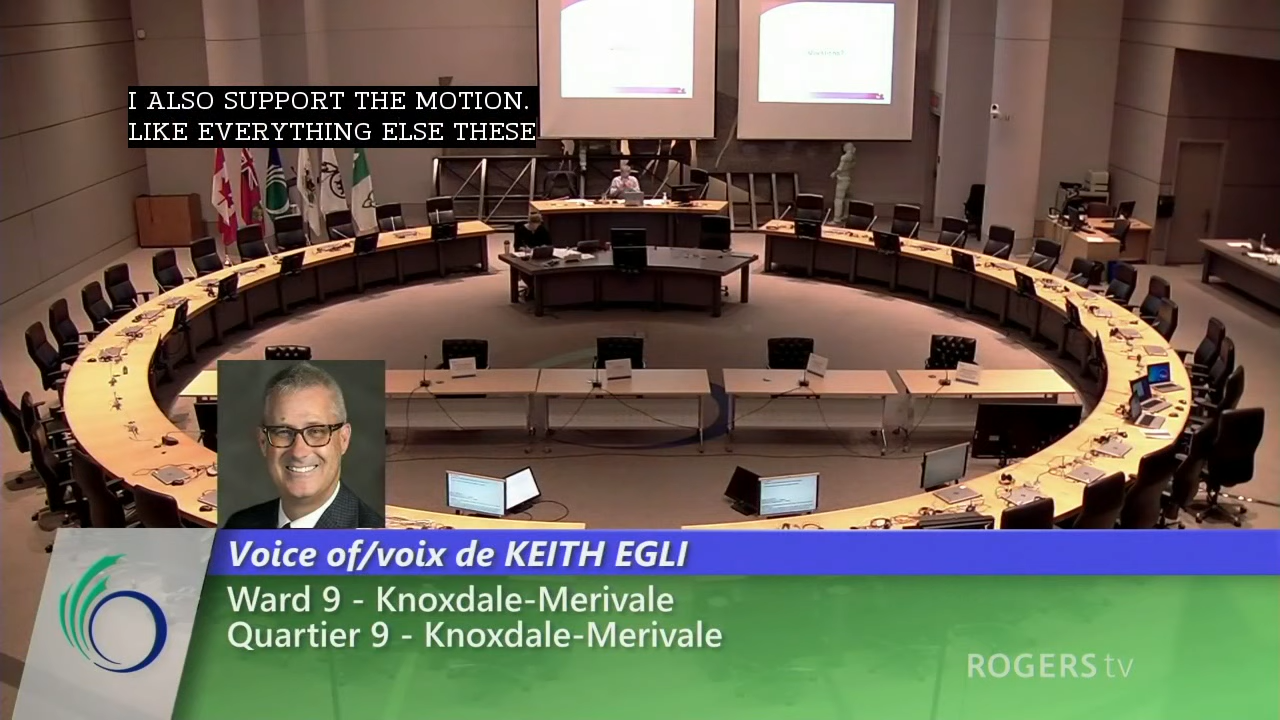 I ALSO SUPPORT THE MOTION.
LIKE EVERYTHING ELSE THESE
Voice of/voix de KEITH EGLI
Ward 9 - Knoxdale-Merivale
Quartier 9 - Knoxdale-Merivale
ROGERS tv